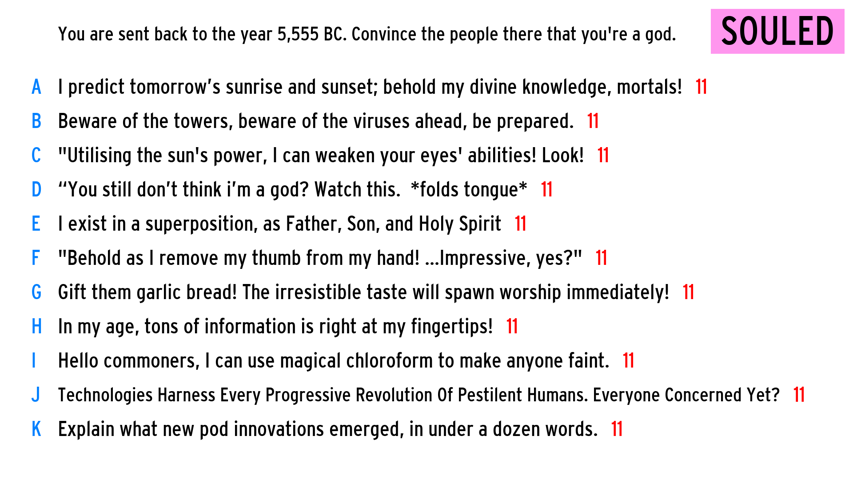 You are sent back to the year 5,555 BC. Convince the people there that you're a god.
SOULED
A I predict tomorrow’s sunrise and sunset; behold my divine knowledge, mortals! 11
B Beware of the towers, beware of the viruses ahead, be prepared. 11
C "Utilising the sun's power, I can weaken your eyes' abilities! Look! 11
D “You still don’t think i’m a god? Watch this. *folds tongue* 11
E I exist in a superposition, as Father, Son, and Holy Spirit 11
F "Behold as I remove my thumb from my hand! ...Impressive, yes?" 11
G Gift them garlic bread! The irresistible taste will spawn worship immediately! 11
H In my age, tons of information is right at my fingertips! 11
I Hello commoners, I can use magical chloroform to make anyone faint. 11
J Technologies Harness Every Progressive Revolution Of Pestilent Humans. Everyone Concerned Yet? 11
K Explain what new pod innovations emerged, in under a dozen words. 11